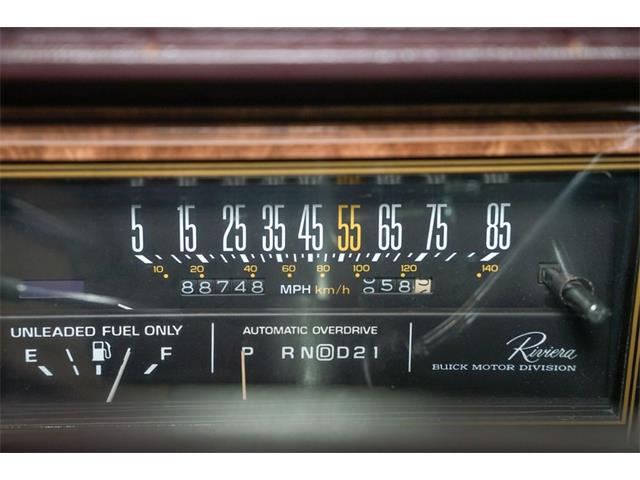 5 15 25 35 45 55 65 75 85
10 20 40 60 80 100 120 140
88748 MPH km/h 058
UNLEADED FUEL ONLY
E F
AUTOMATIC OVERDRIVE
P R N D D 2 1
Riviera
BUICK MOTOR DIVISION